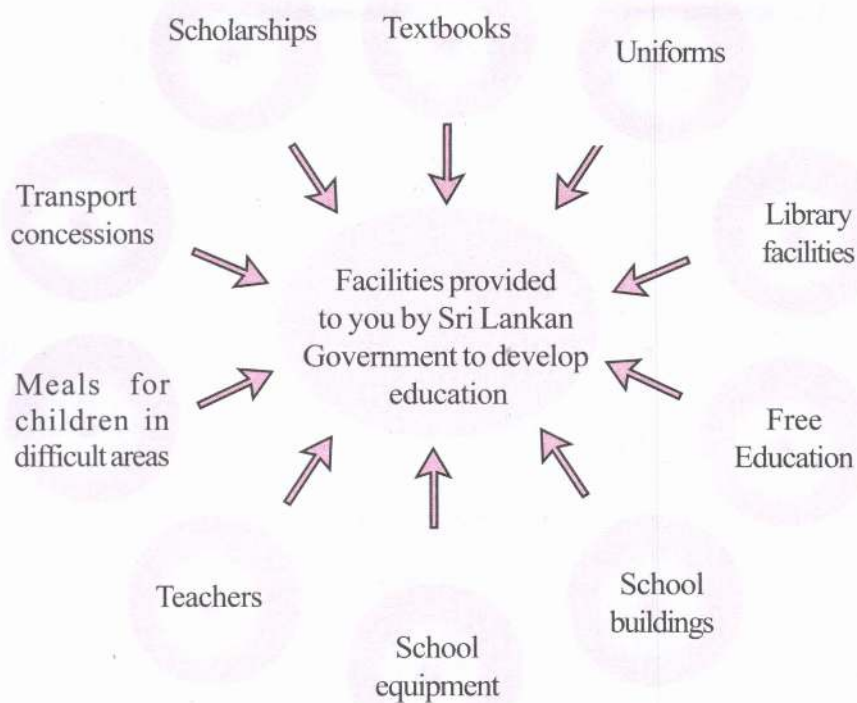 Scholarships
Textbooks
Uniforms
Transport
concessions
Library
facilities
Facilities provided
to you by Sri Lankan
Government to develop
education
Meals for
children in
difficult areas
Free
Education
Teachers
School
equipment
School
buildings